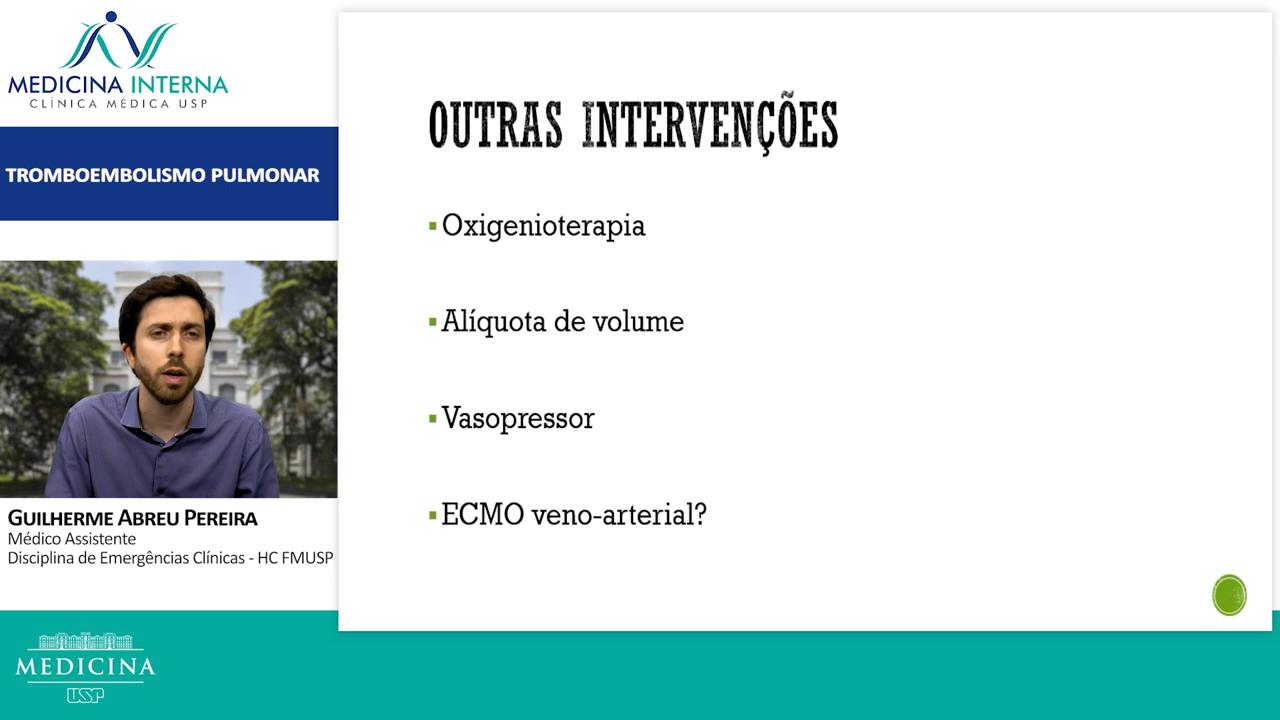 MEDICINA INTERNA
CLÍNICA MÉDICA USP
TROMBOEMBOLISMO PULMONAR
GUILHERME ABREU PEREIRA
Médico Assistente
Disciplina de Emergências Clínicas - HC FMUSP
MEDICINA
USP
OUTRAS INTERVENÇÕES
▪ Oxigenioterapia
▪ Alíquota de volume
▪ Vasopressor
▪ ECMO veno-arterial?